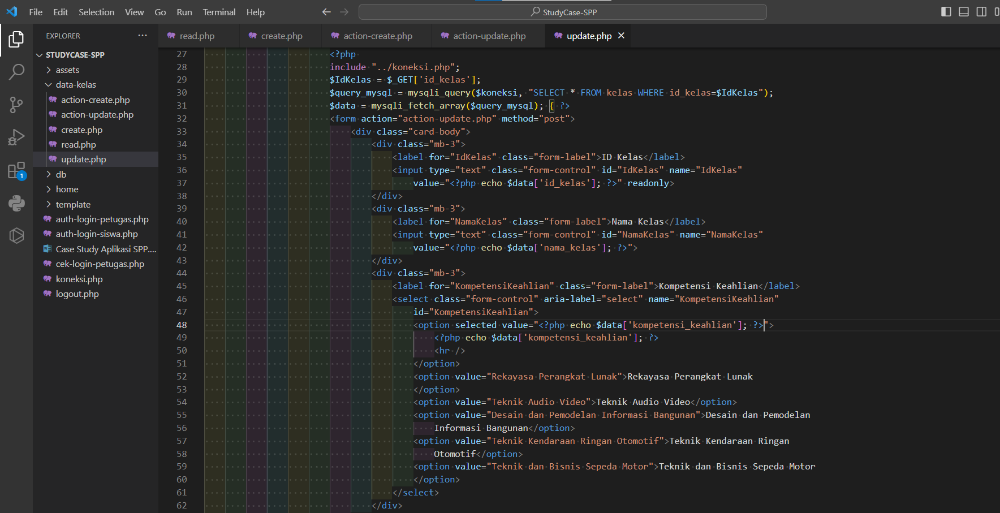 File Edit Selection View Go Run Terminal Help
StudyCase-SPP
EXPLORER
read.php
create.php
action-create.php
action-update.php
update.php
STUDYCASE-SPP
assets
data-kelas
action-create.php
action-update.php
create.php
read.php
update.php
db
home
template
auth-login-petugas.php
auth-login-siswa.php
Case Study Aplikasi SPP....
cek-login-petugas.php
koneksi.php
logout.php
1
27 <?php
28 include "../koneksi.php";
29 $IdKelas = $_GET['id_kelas'];
30 $query_mysql = mysqli_query($koneksi, "SELECT * FROM kelas WHERE id_kelas=$IdKelas");
31 $data = mysqli_fetch_array($query_mysql); { ?>
32 <form action="action-update.php" method="post">
33 <div class="card-body">
34 <div class="mb-3">
35 <label for="IdKelas" class="form-label">ID Kelas</label>
36 <input type="text" class="form-control" id="IdKelas" name="IdKelas"
37 value="<?php echo $data['id_kelas']; ?>" readonly>
38 </div>
39 <div class="mb-3">
40 <label for="NamaKelas" class="form-label">Nama Kelas</label>
41 <input type="text" class="form-control" id="NamaKelas" name="NamaKelas"
42 value="<?php echo $data['nama_kelas']; ?>">
43 </div>
44 <div class="mb-3">
45 <label for="KompetensiKeahlian" class="form-label">Kompetensi Keahlian</label>
46 <select class="form-control" aria-label="select" name="KompetensiKeahlian"
47 id="KompetensiKeahlian">
48 <option selected value="<?php echo $data['kompetensi_keahlian']; ?>">
49 <?php echo $data['kompetensi_keahlian']; ?>
50 <hr />
51 </option>
52 <option value="Rekayasa Perangkat Lunak">Rekayasa Perangkat Lunak
53 </option>
54 <option value="Teknik Audio Video">Teknik Audio Video</option>
55 <option value="Desain dan Pemodelan Informasi Bangunan">Desain dan Pemodelan
56 Informasi Bangunan</option>
57 <option value="Teknik Kendaraan Ringan Otomotif">Teknik Kendaraan Ringan
58 Otomotif</option>
59 <option value="Teknik dan Bisnis Sepeda Motor">Teknik dan Bisnis Sepeda Motor
60 </option>
61 </select>
62 </div>